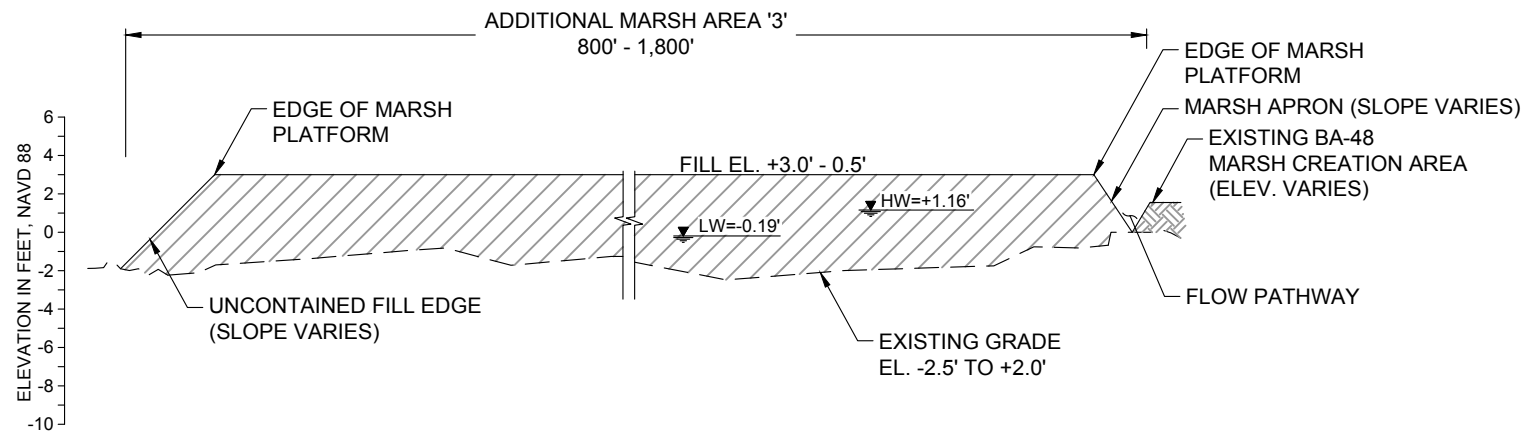 ADDITIONAL MARSH AREA '3'
800' - 1,800'
EDGE OF MARSH
PLATFORM
MARSH APRON (SLOPE VARIES)
EXISTING BA-48
MARSH CREATION AREA
(ELEV. VARIES)
EDGE OF MARSH
PLATFORM
FILL EL. +3.0' - 0.5'
HW=+1.16'
LW=-0.19'
FLOW PATHWAY
UNCONTAINED FILL EDGE
(SLOPE VARIES)
EXISTING GRADE
EL. -2.5' TO +2.0'
ELEVATION IN FEET, NAVD 88
6
4
2
0
-2
-4
-6
-8
-10